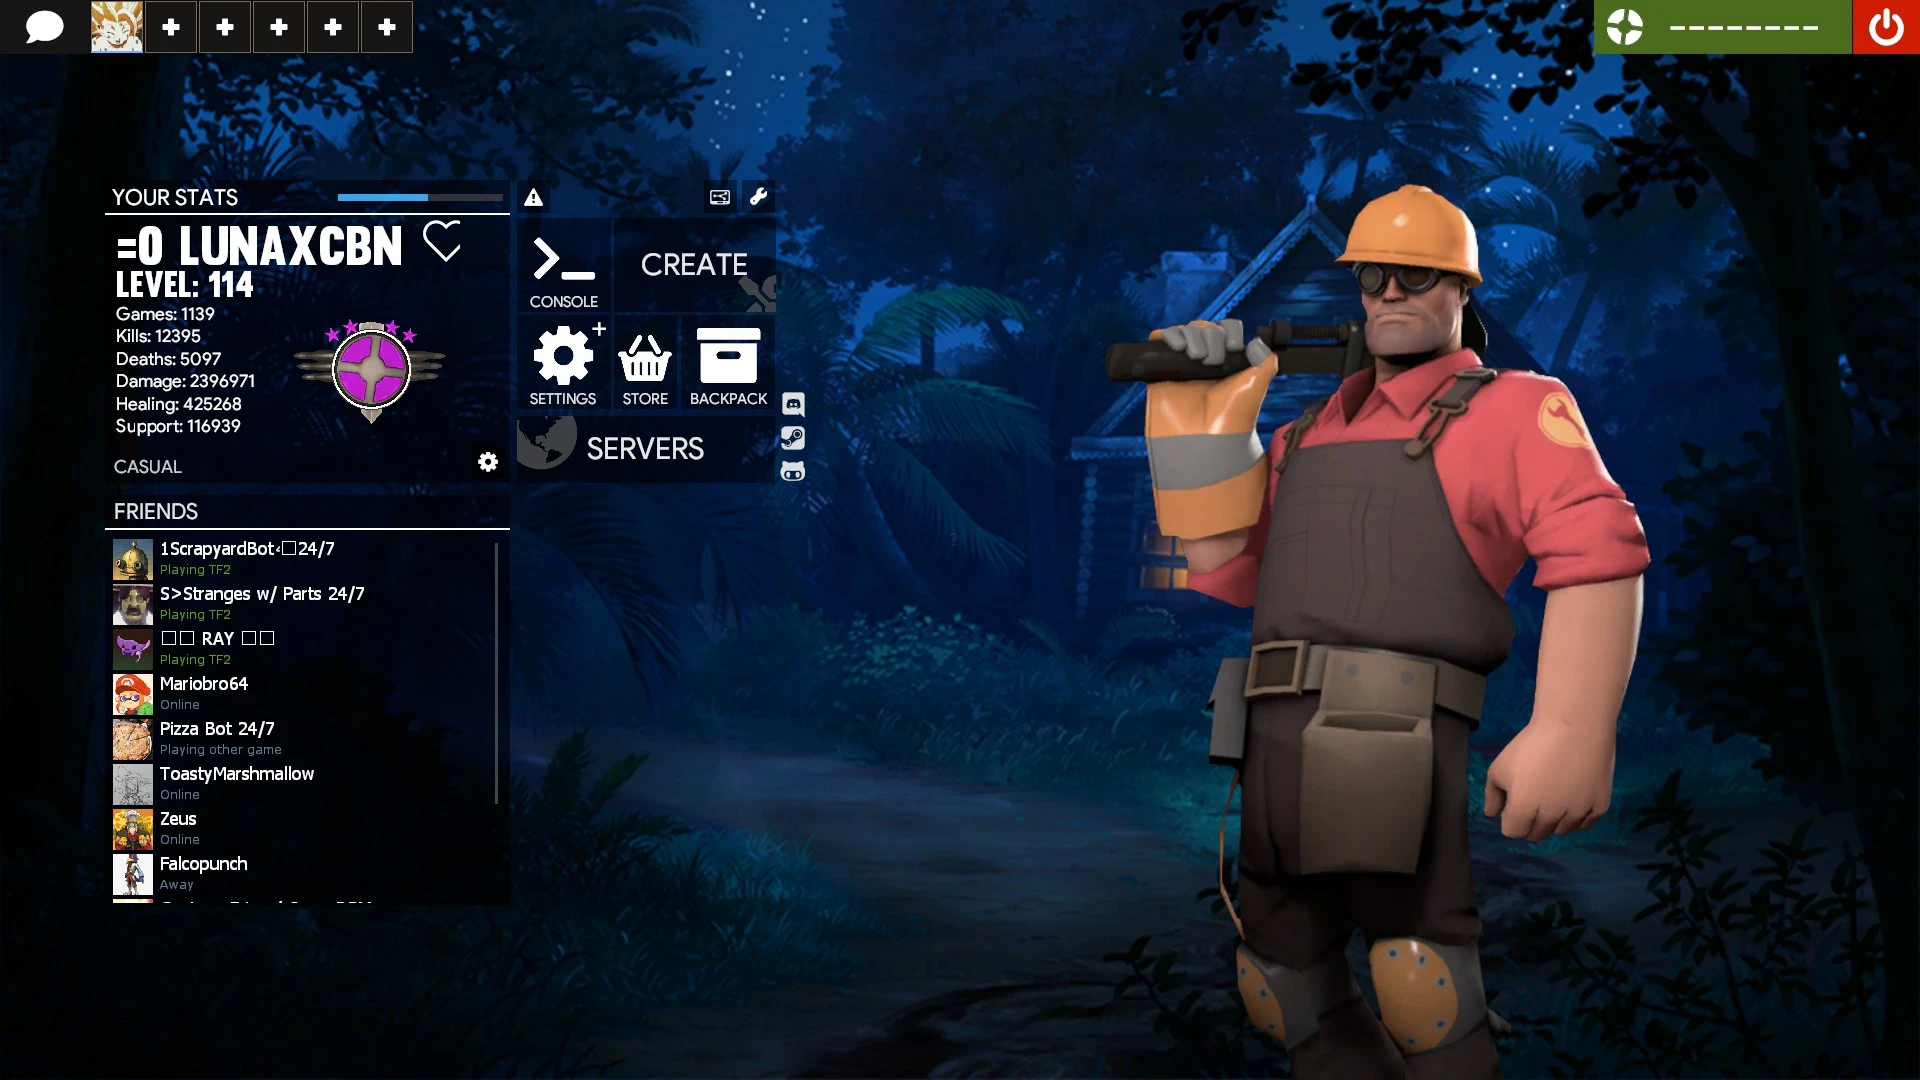 YOUR STATS
=0 LUNAXCBN
LEVEL: 114
Games: 1139
Kills: 12395
Deaths: 5097
Damage: 2396971
Healing: 425268
Support: 116939
CASUAL
CONSOLE
CREATE
SETTINGS
STORE
BACKPACK
SERVERS
FRIENDS
1ScrapyardBot‹□24/7
Playing TF2
S>Stranges w/ Parts 24/7
Playing TF2
□□ RAY □□
Playing TF2
Mariobro64
Online
Pizza Bot 24/7
Playing other game
ToastyMarshmallow
Online
Zeus
Online
Falcopunch
Away